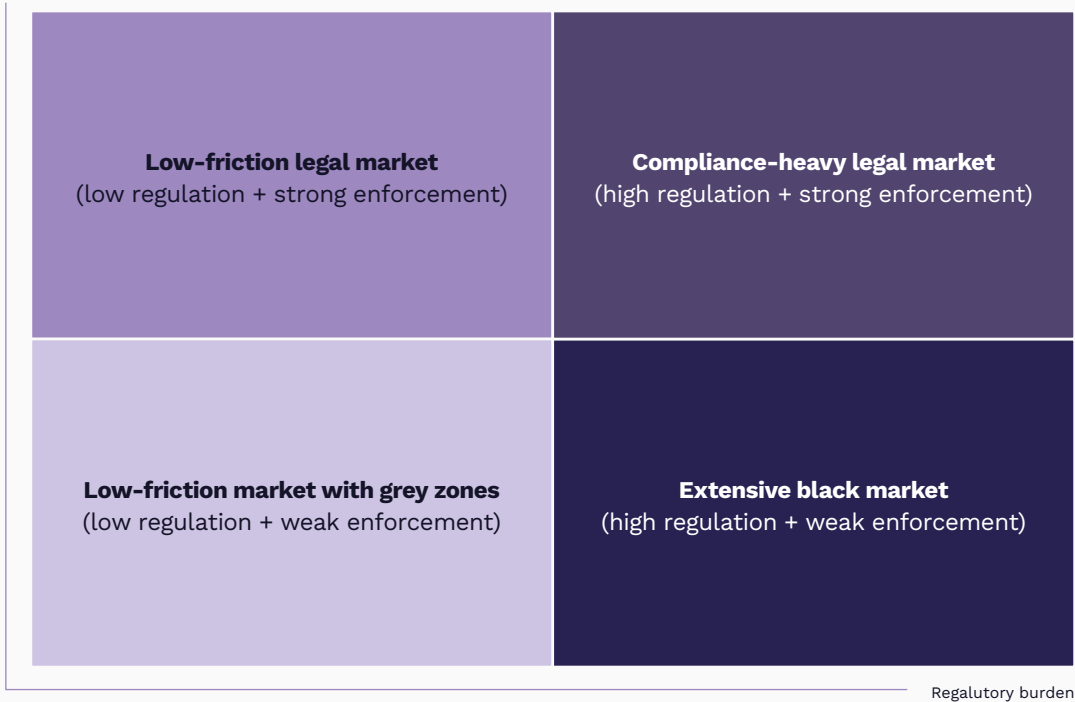 Low-friction legal market
(low regulation + strong enforcement)
Compliance-heavy legal market
(high regulation + strong enforcement)
Low-friction market with grey zones
(low regulation + weak enforcement)
Extensive black market
(high regulation + weak enforcement)
Regalutory burden